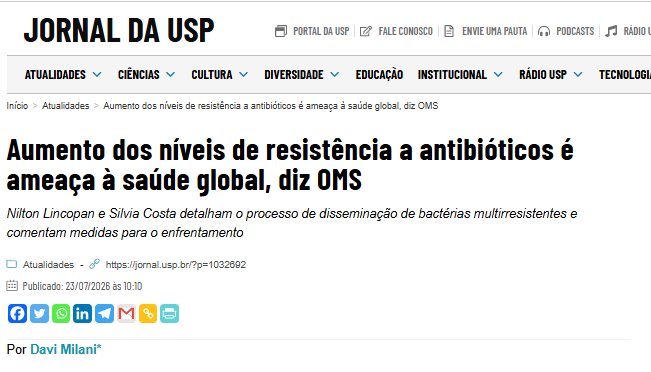 JORNAL DA USP
PORTAL DA USP | FALE CONOSCO | ENVIE UMA PAUTA | PODCASTS | RÁDIO U
ATUALIDADES CIÊNCIAS CULTURA DIVERSIDADE EDUCAÇÃO INSTITUCIONAL RÁDIO USP TECNOLOGIA
Início > Atualidades > Aumento dos níveis de resistência a antibióticos é ameaça à saúde global, diz OMS
Aumento dos níveis de resistência a antibióticos é
ameaça à saúde global, diz OMS
Nilton Lincopan e Silvia Costa detalham o processo de disseminação de bactérias multirresistentes e
comentam medidas para o enfrentamento
Atualidades - https://jornal.usp.br/?p=1032692
Publicado: 23/07/2026 às 10:10
Por Davi Milani*